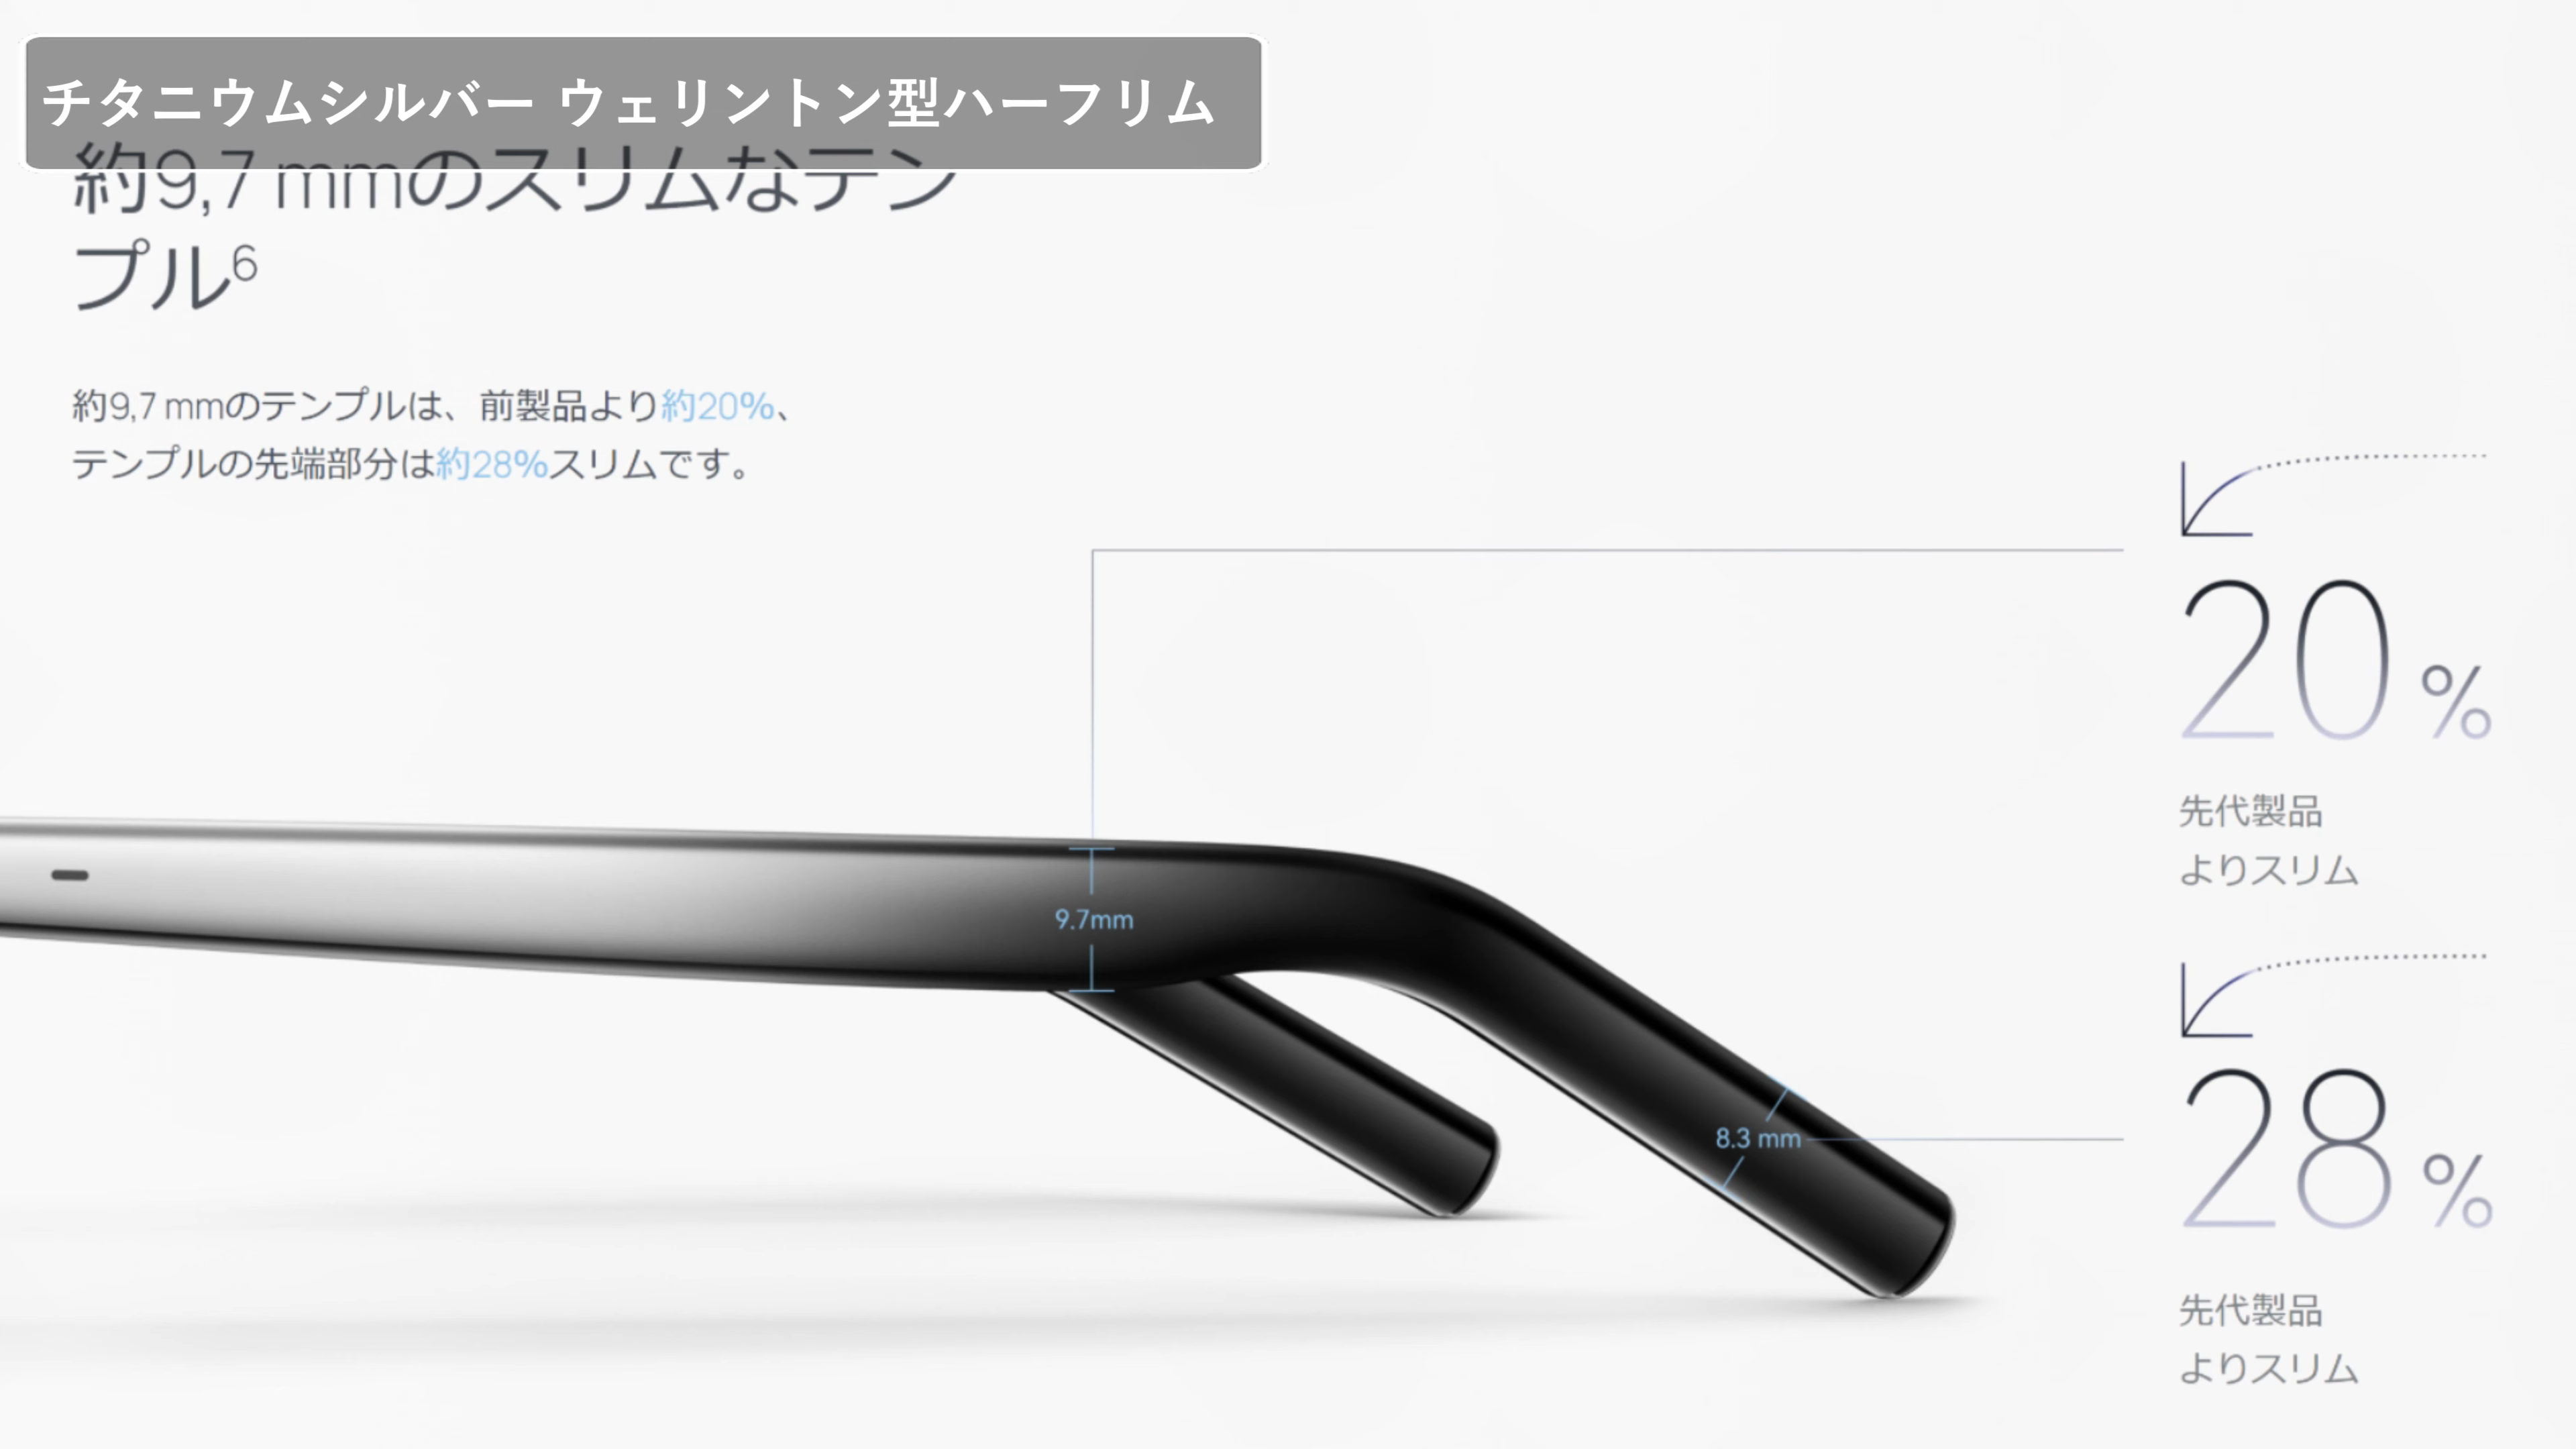 チタニウムシルバー ウェリントン型ハーフリム
約9,7 mmのスリムなテン
プル6
約9,7 mmのテンプルは、前製品より約20%、
テンプルの先端部分は約28%スリムです。
20 %
先代製品
よりスリム
9.7mm
8.3 mm
28 %
先代製品
よりスリム